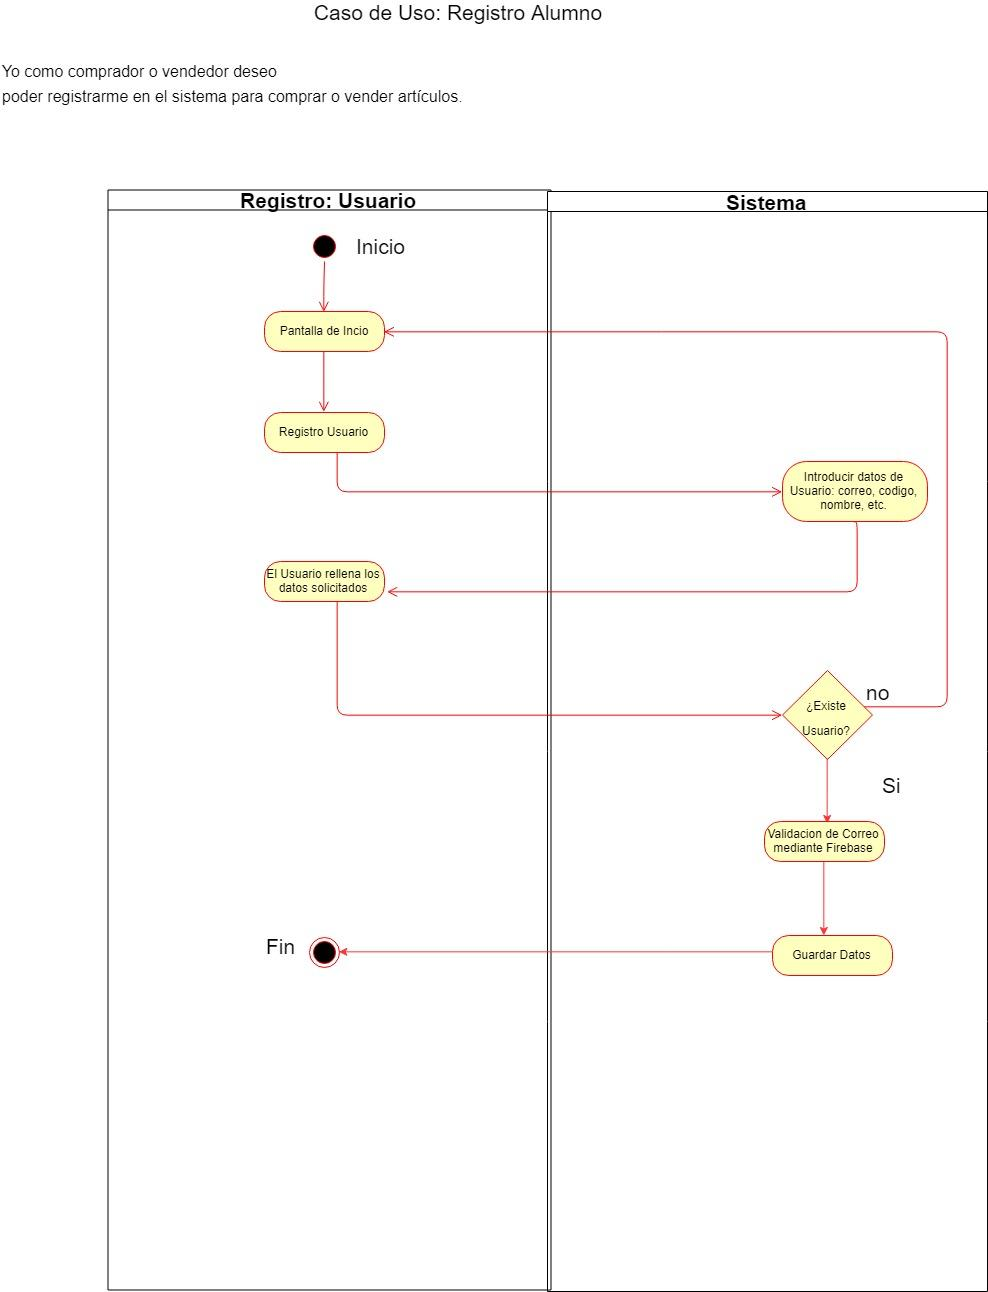 Caso de Uso: Registro Alumno
Yo como comprador o vendedor deseo
poder registrarme en el sistema para comprar o vender artículos.
Registro: Usuario
Sistema
Inicio
Pantalla de Incio
Registro Usuario
Introducir datos de
Usuario: correo, codigo,
nombre, etc.
El Usuario rellena los
datos solicitados
no
¿Existe
Usuario?
Si
Validacion de Correo
mediante Firebase
Fin
Guardar Datos